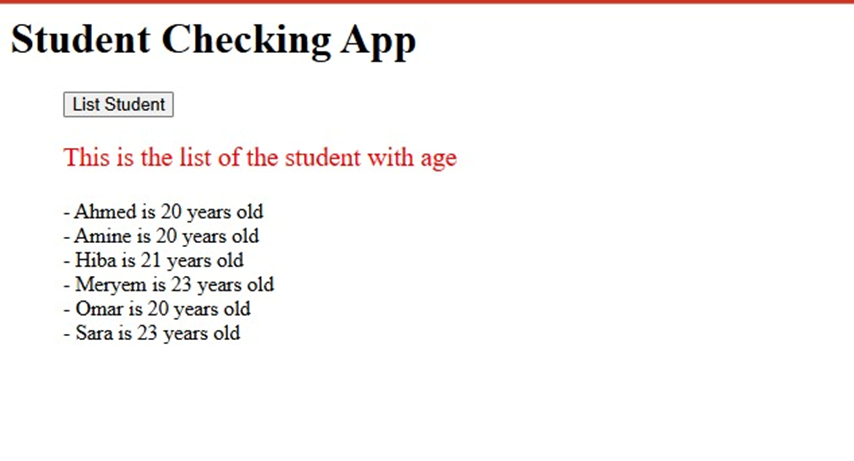 Student Checking App
List Student
This is the list of the student with age
- Ahmed is 20 years old
- Amine is 20 years old
- Hiba is 21 years old
- Meryem is 23 years old
- Omar is 20 years old
- Sara is 23 years old